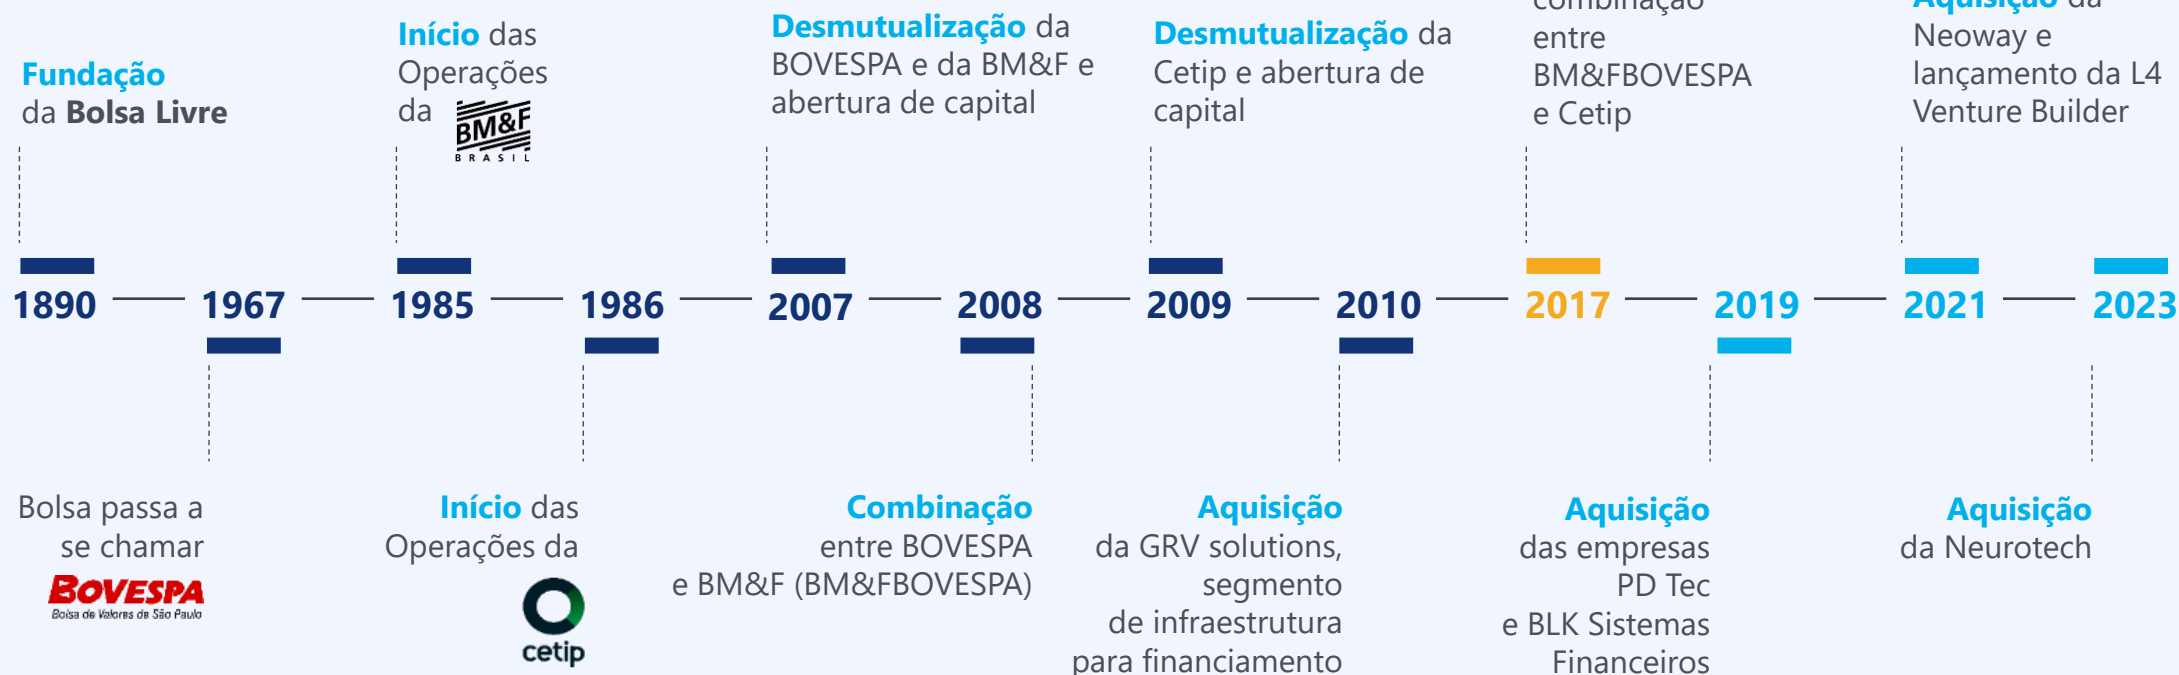 Fundação
da Bolsa Livre
Início das
Operações
da
BM&F
BRASIL
Desmutualização da
BOVESPA e da BM&F e
abertura de capital
Desmutualização da
Cetip e abertura de
capital
combinação
entre
BM&FBOVESPA
e Cetip
Aquisição da
Neoway e
lançamento da L4
Venture Builder
1890
1967
1985
1986
2007
2008
2009
2010
2017
2019
2021
2023
Bolsa passa a
se chamar
BOVESPA
Bolsa de Valores de São Paulo
Início das
Operações da
cetip
Combinação
entre BOVESPA
e BM&F (BM&FBOVESPA)
Aquisição
da GRV solutions,
segmento
de infraestrutura
para financiamento
Aquisição
das empresas
PD Tec
e BLK Sistemas
Financeiros
Aquisição
da Neurotech